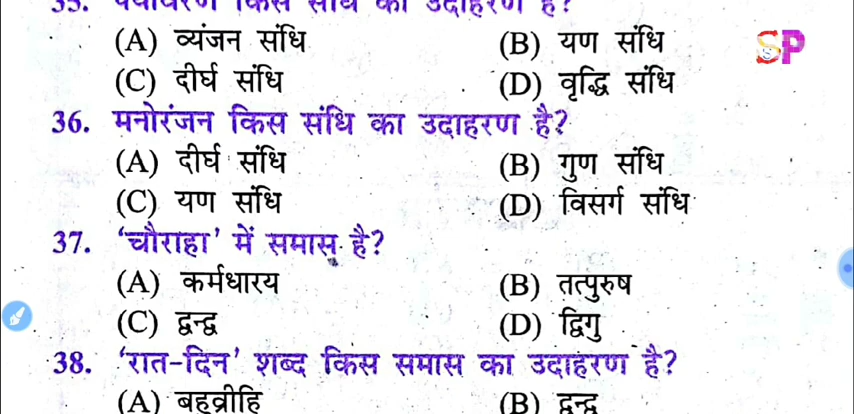 (A) व्यंजन संधि (B) यण संधि
SP
(C) दीर्घ संधि (D) वृद्धि संधि
36. मनोरंजन किस संधि का उदाहरण है?
(A) दीर्घ संधि (B) गुण संधि
(C) यण संधि (D) विसर्ग संधि
37. 'चौराहा' में समास है?
(A) कर्मधारय (B) तत्पुरुष
(C) द्वन्द्व (D) द्विगु
38. 'रात-दिन' शब्द किस समास का उदाहरण है?
(A) बहुव्रीहि (B) द्वन्द्व